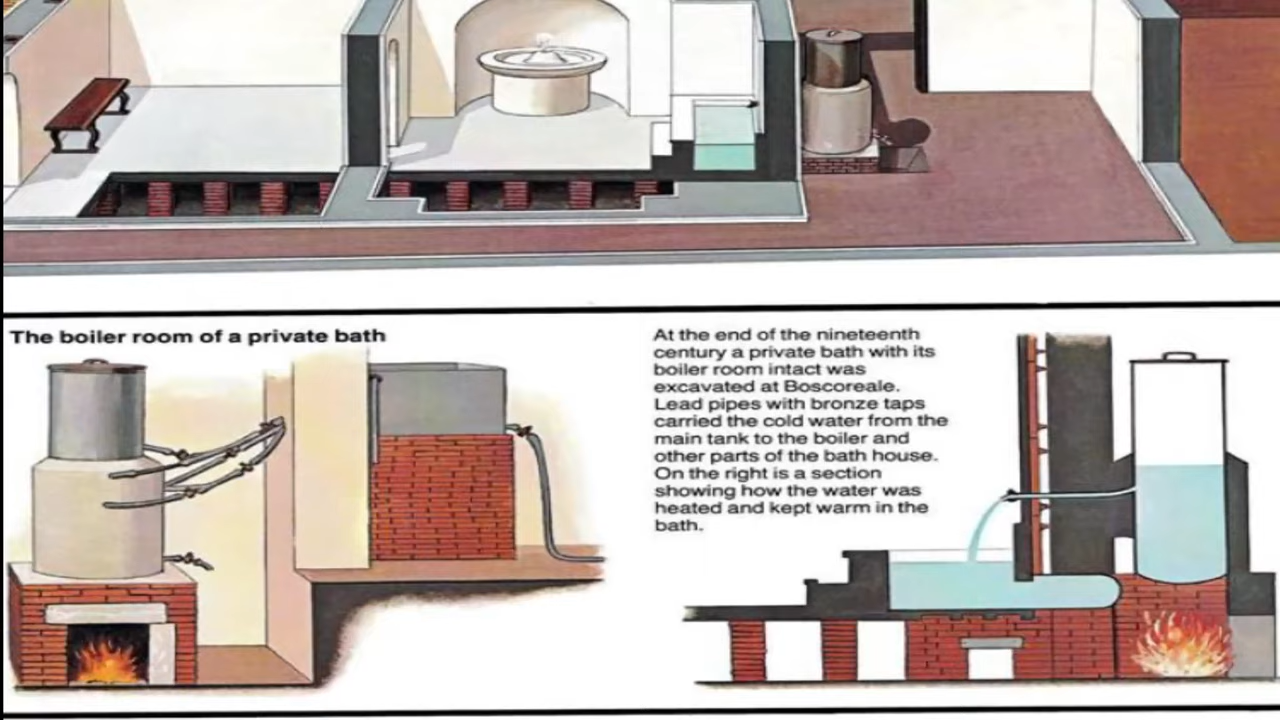 The boiler room of a private bath
At the end of the nineteenth
century a private bath with its
boiler room intact was
excavated at Boscoreale.
Lead pipes with bronze taps
carried the cold water from the
main tank to the boiler and
other parts of the bath house.
On the right is a section
showing how the water was
heated and kept warm in the
bath.